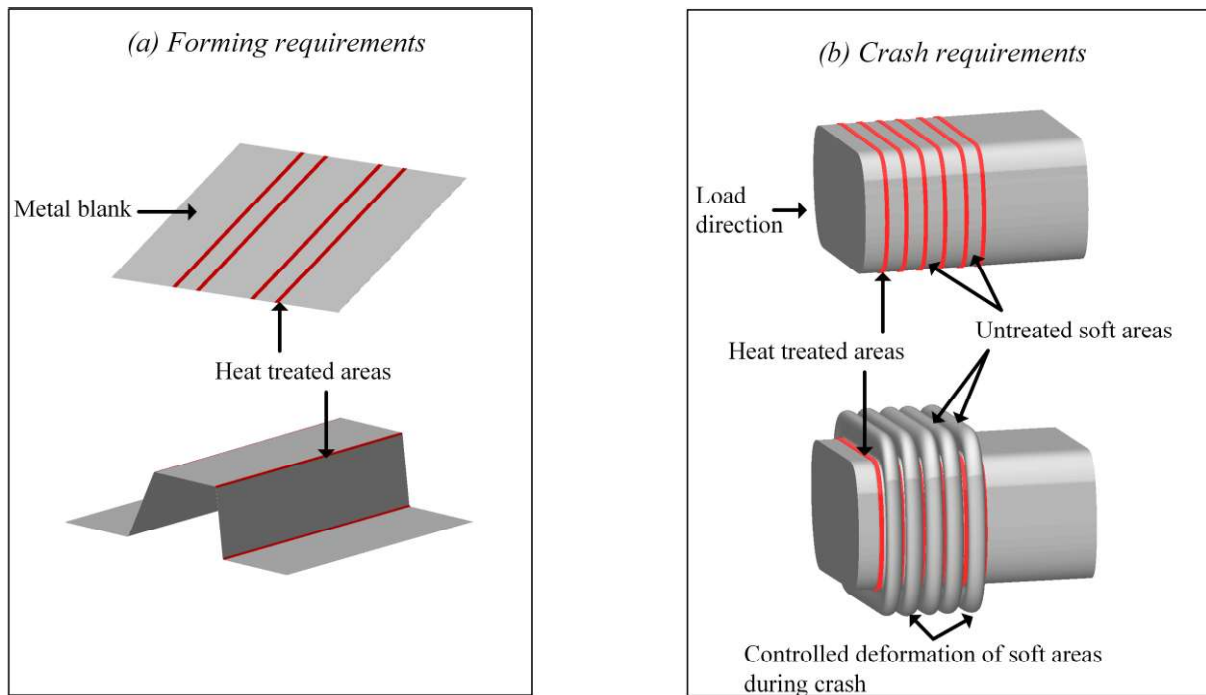 (a) Forming requirements
Metal blank
Heat treated areas
(b) Crash requirements
Load
direction
Heat treated areas
Untreated soft areas
Controlled deformation of soft areas
during crash